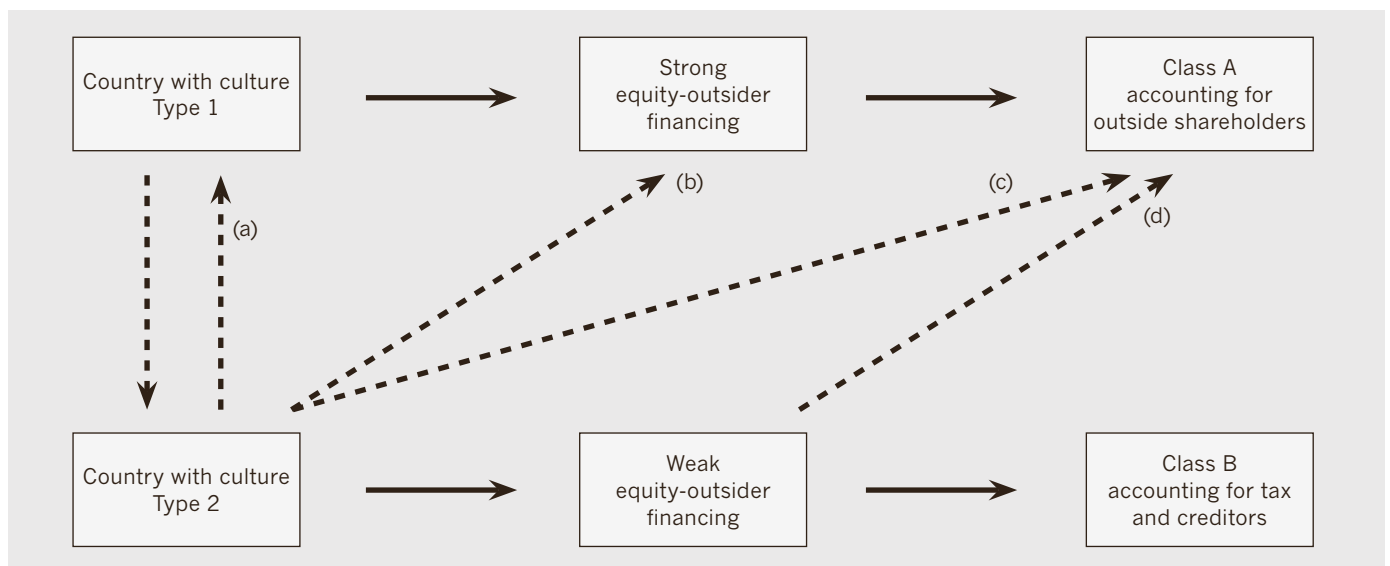 Country with culture
Type 1
Strong
equity-outsider
financing
Class A
accounting for
outside shareholders
(a)
(b)
(c)
(d)
Country with culture
Type 2
Weak
equity-outsider
financing
Class B
accounting for tax
and creditors